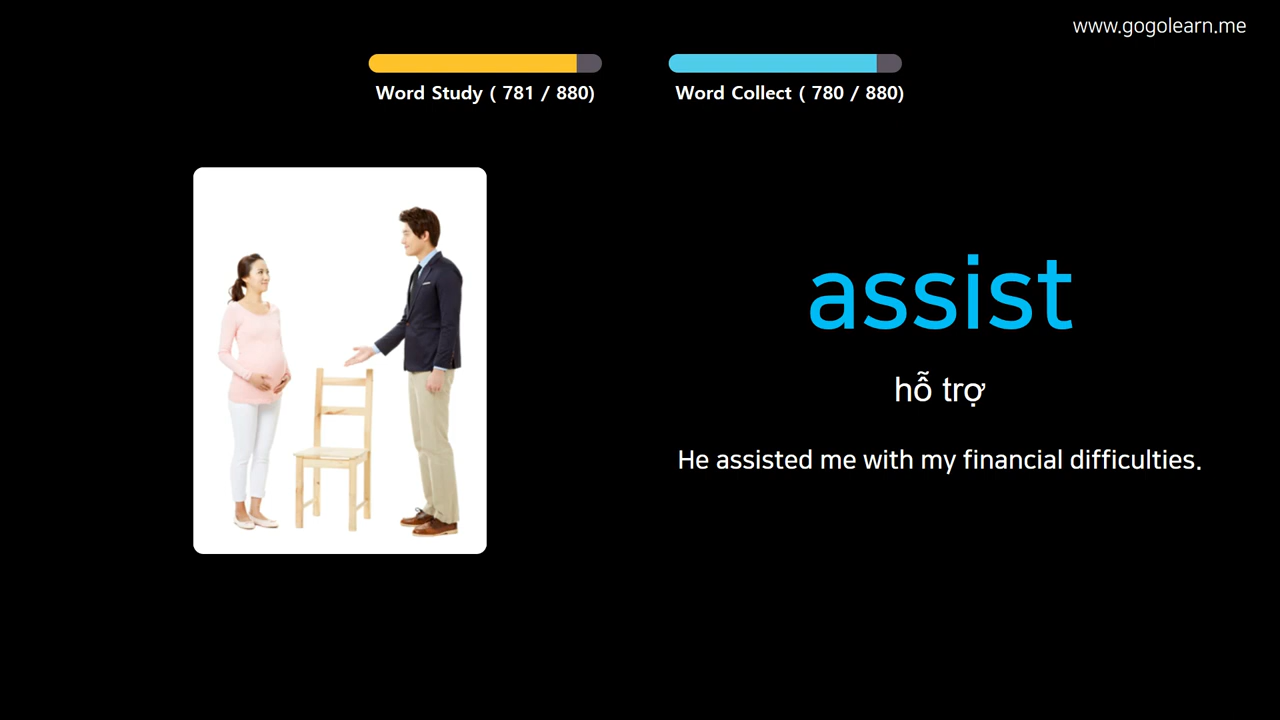 www.gogolearn.me
Word Study ( 781 / 880)
Word Collect ( 780 / 880)
assist
hỗ trợ
He assisted me with my financial difficulties.